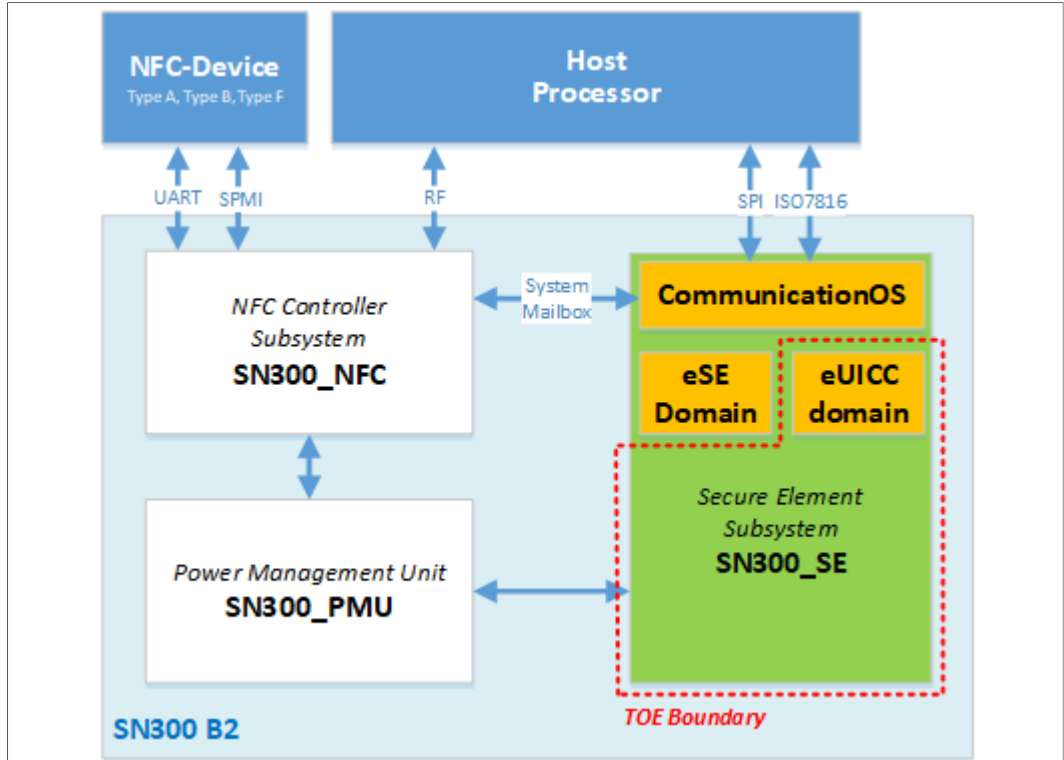 NFC-Device
Type A, Type B, Type F
Host
Processor
UART
SPMI
RF
SPI
ISO7816
System
Mailbox
NFC Controller
Subsystem
SN300_NFC
CommunicationOS
eSE
Domain
eUICC
domain
Power Management Unit
SN300_PMU
Secure Element
Subsystem
SN300_SE
TOE Boundary
SN300 B2